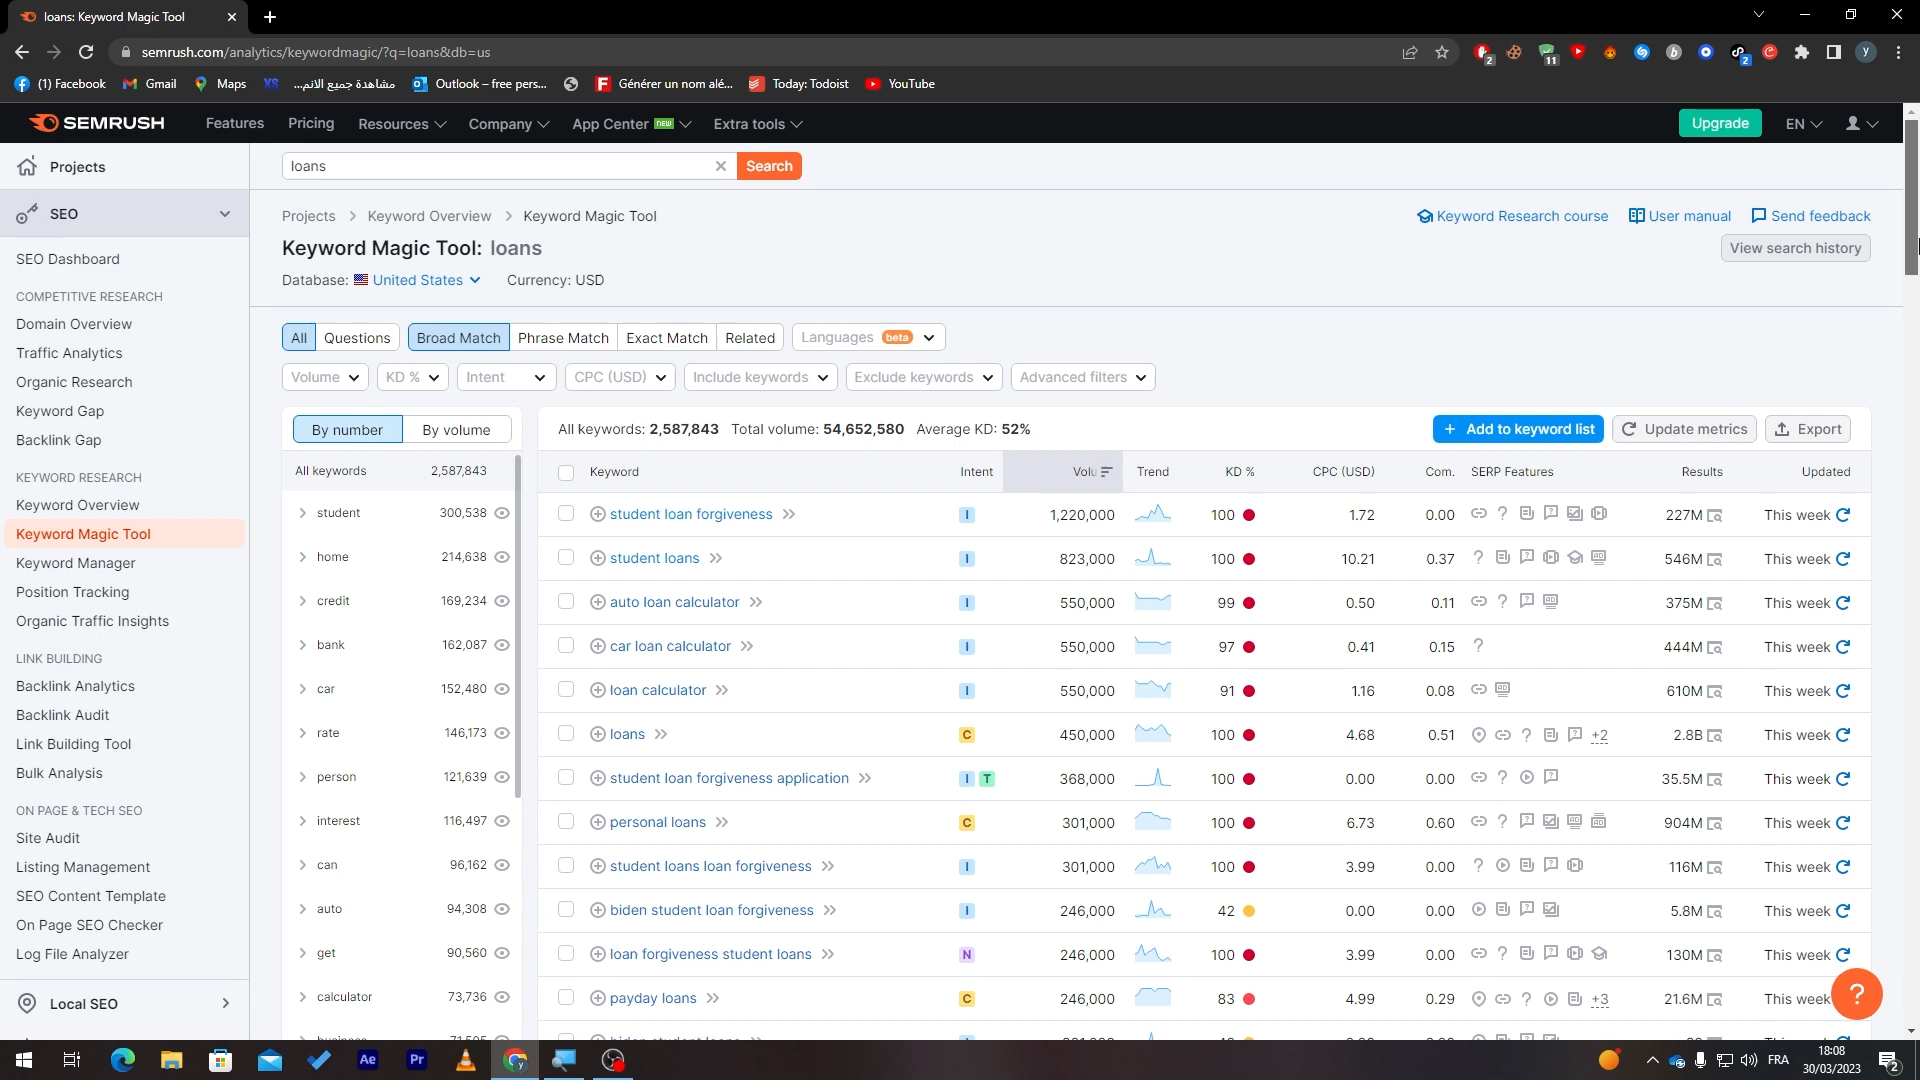 loans: Keyword Magic Tool
semrush.com/analytics/keywordmagic/?q=loans&db=us
2
11
2
y
(1) Facebook
Gmail
Maps
XS
مشاهدة جميع الانم...
Outlook – free pers...
Générer un nom alé...
Today: Todoist
YouTube
SEMRUSH
Features
Pricing
Resources
Company
App Center NEW
Extra tools
Upgrade
EN
Projects
loans
Search
SEO
Projects > Keyword Overview > Keyword Magic Tool
Keyword Research course
User manual
Send feedback
Keyword Magic Tool: loans
View search history
Database: United States
Currency: USD
SEO Dashboard
COMPETITIVE RESEARCH
Domain Overview
Traffic Analytics
Organic Research
Keyword Gap
Backlink Gap
KEYWORD RESEARCH
Keyword Overview
Keyword Magic Tool
Keyword Manager
Position Tracking
Organic Traffic Insights
LINK BUILDING
Backlink Analytics
Backlink Audit
Link Building Tool
Bulk Analysis
ON PAGE & TECH SEO
Site Audit
Listing Management
SEO Content Template
On Page SEO Checker
Log File Analyzer
Local SEO
All Questions Broad Match Phrase Match Exact Match Related Languages beta
Volume KD % Intent CPC (USD) Include keywords Exclude keywords Advanced filters
By number By volume
All keywords 2,587,843
student 300,538
home 214,638
credit 169,234
bank 162,087
car 152,480
rate 146,173
person 121,639
interest 116,497
can 96,162
auto 94,308
get 90,560
calculator 73,736
All keywords: 2,587,843 Total volume: 54,652,580 Average KD: 52%
+ Add to keyword list
Update metrics
Export
Keyword Intent Volu Trend KD % CPC (USD) Com. SERP Features Results Updated
student loan forgiveness I 1,220,000 100 1.72 0.00 227M This week
student loans I 823,000 100 10.21 0.37 546M This week
auto loan calculator I 550,000 99 0.50 0.11 375M This week
car loan calculator I 550,000 97 0.41 0.15 444M This week
loan calculator I 550,000 91 1.16 0.08 610M This week
loans C 450,000 100 4.68 0.51 +2 2.8B This week
student loan forgiveness application I T 368,000 100 0.00 0.00 35.5M This week
personal loans C 301,000 100 6.73 0.60 904M This week
student loans loan forgiveness I 301,000 100 3.99 0.00 116M This week
biden student loan forgiveness I 246,000 42 0.00 0.00 5.8M This week
loan forgiveness student loans N 246,000 100 3.99 0.00 130M This week
payday loans C 246,000 83 4.99 0.29 +3 21.6M This week
?
Ae
Pr
FRA
18:08
30/03/2023
2